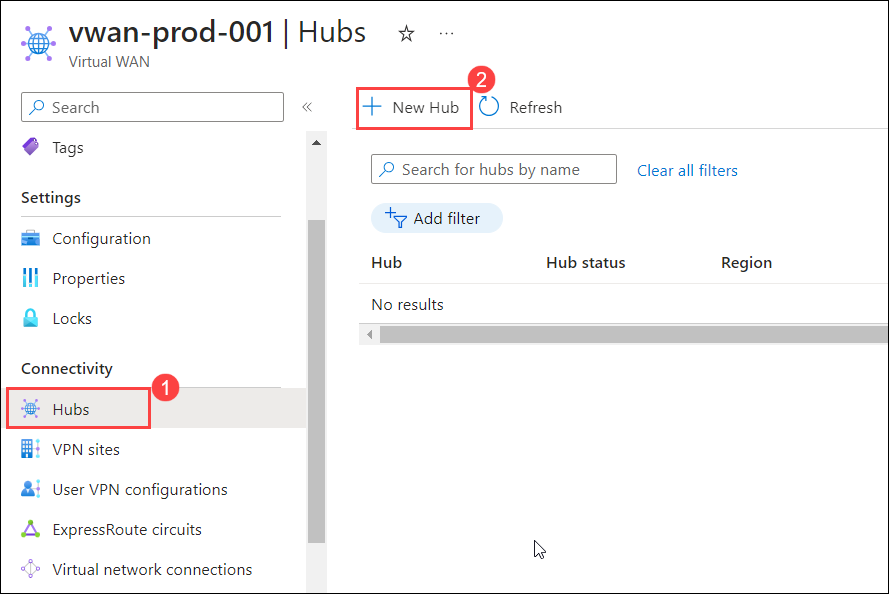 vwan-prod-001 | Hubs ☆ ...
Virtual WAN
Search «
Tags
Settings
Configuration
Properties
Locks
Connectivity
1
Hubs
VPN sites
User VPN configurations
ExpressRoute circuits
Virtual network connections
2
+ New Hub Refresh
Search for hubs by name Clear all filters
Add filter
Hub Hub status Region
No results